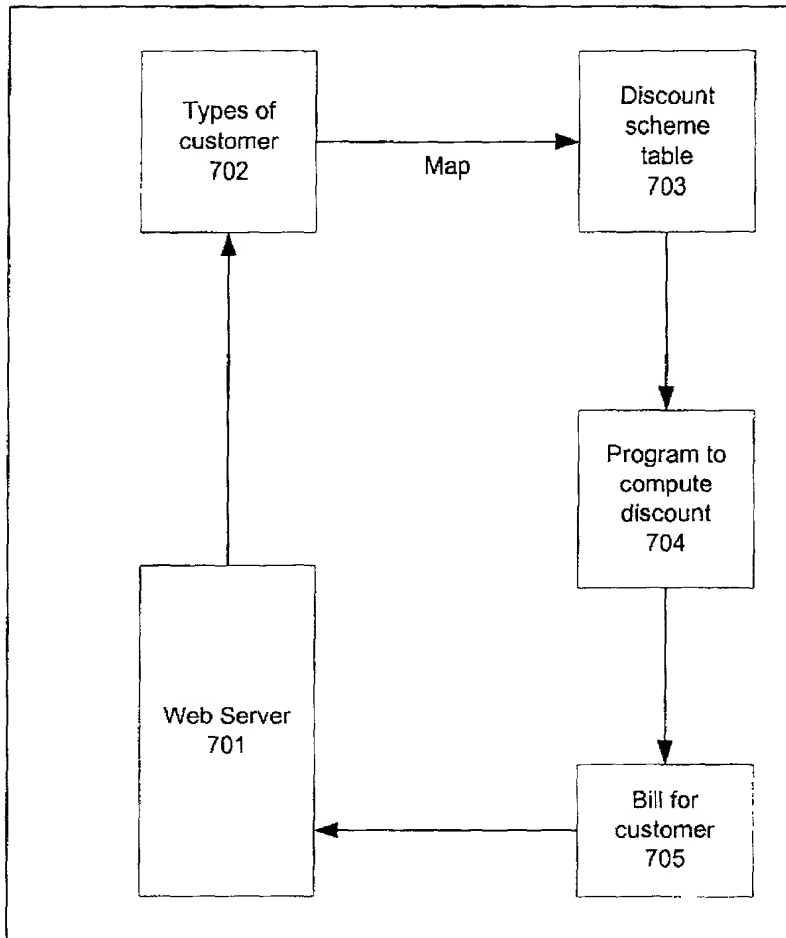 Types of
customer
702
Map
Discount
scheme
table
703
Program to
compute
discount
704
Web Server
701
Bill for
customer
705